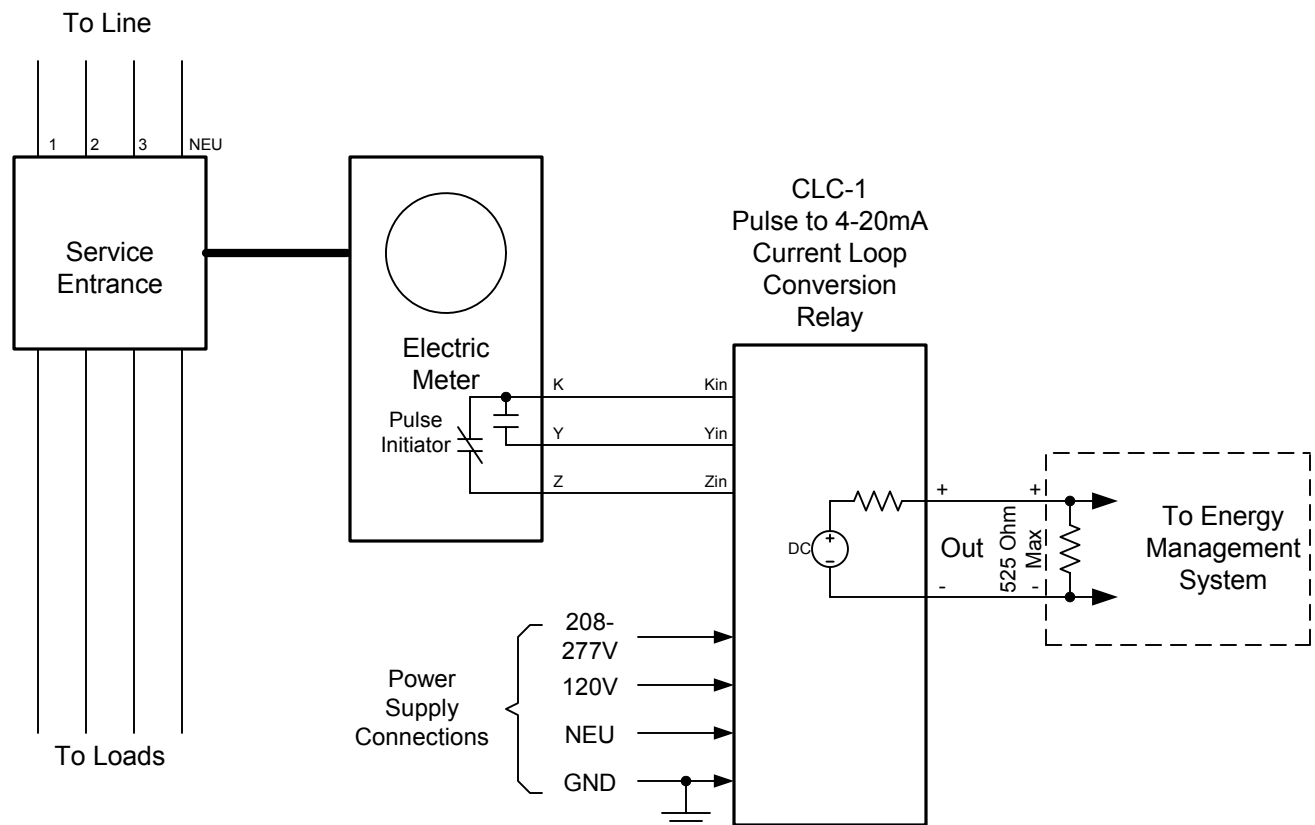 To Line
1
2
3
NEU
Service
Entrance
To Loads
Electric
Meter
Pulse
Initiator
K
Y
Z
CLC-1
Pulse to 4-20mA
Current Loop
Conversion
Relay
Kin
Yin
Zin
DC
+
-
+
-
Out
525 Ohm
Max
+
-
To Energy
Management
System
Power
Supply
Connections
208-
277V
120V
NEU
GND